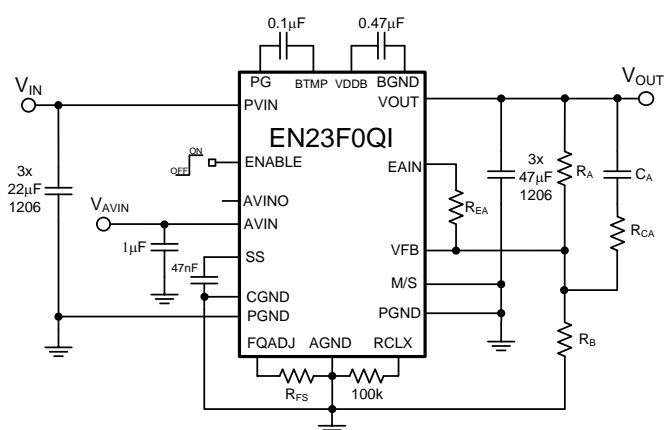 0.1µF
0.47µF
PG
BTMP
VDDB
BGND
VIN
PVIN
VOUT
VOUT
EN23F0QI
ON
OFF
ENABLE
EAIN
3x
22µF
1206
3x
47µF
1206
RA
CA
REA
RCA
AVINO
VAVIN
AVIN
1µF
SS
VFB
47nF
CGND
M/S
PGND
PGND
RB
FQADJ
AGND
RCLX
RFS
100k